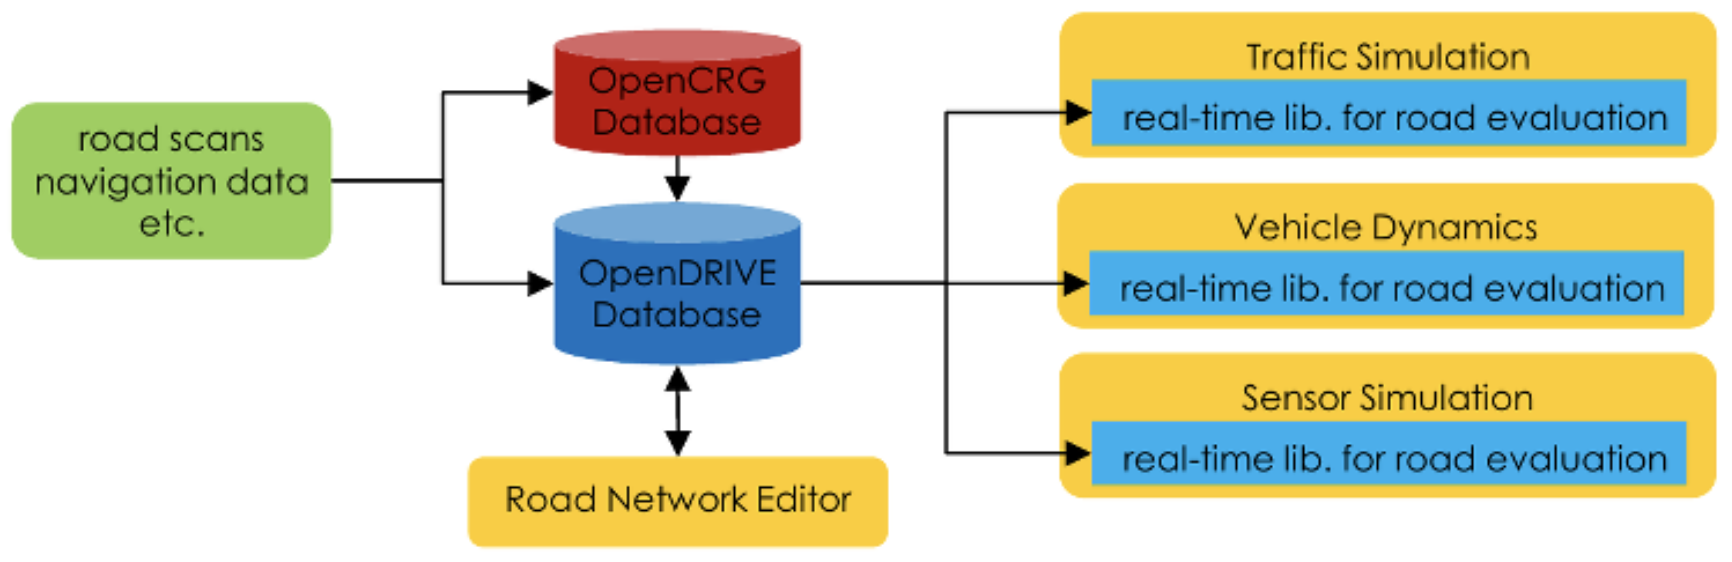 road scans
navigation data
etc.
OpenCRG
Database
OpenDRIVE
Database
Road Network Editor
Traffic Simulation
real-time lib. for road evaluation
Vehicle Dynamics
real-time lib. for road evaluation
Sensor Simulation
real-time lib. for road evaluation